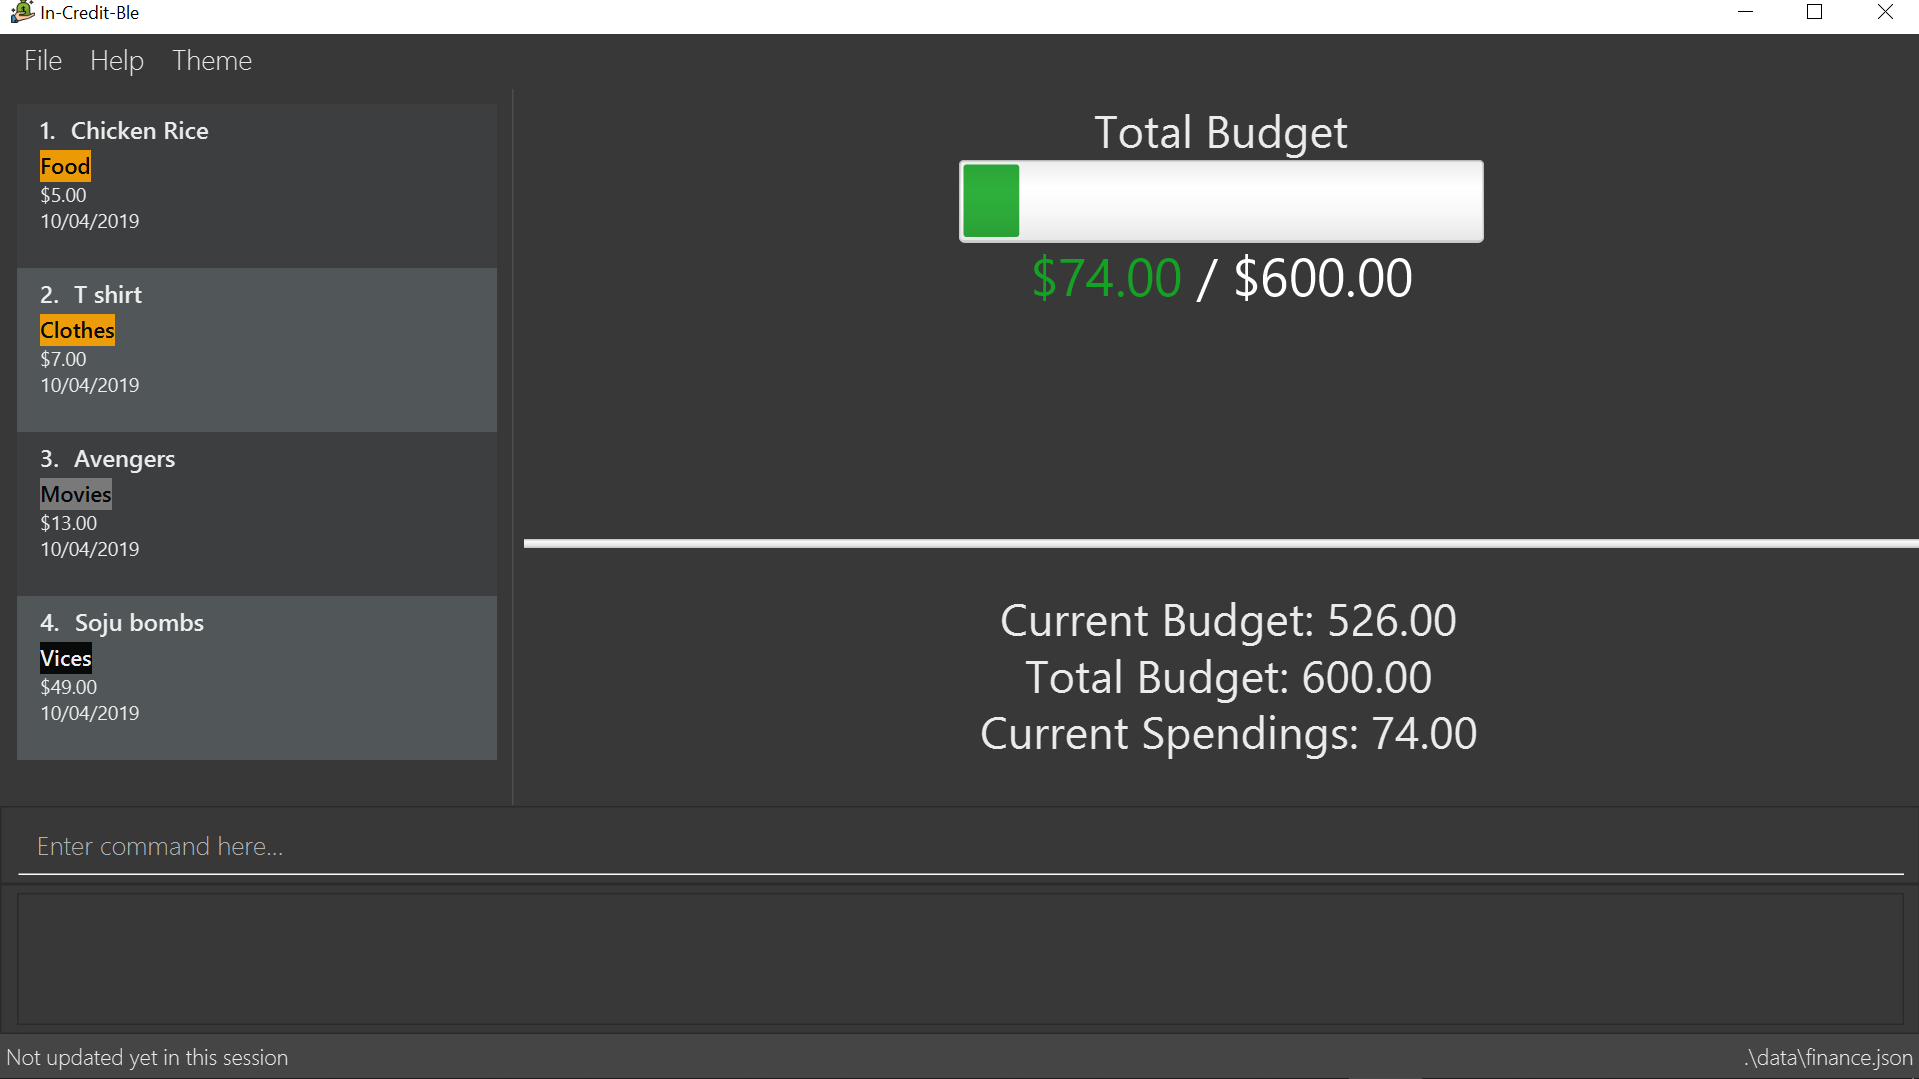 In-Credit-Ble
File Help Theme
1. Chicken Rice
Food
$5.00
10/04/2019
2. T shirt
Clothes
$7.00
10/04/2019
3. Avengers
Movies
$13.00
10/04/2019
4. Soju bombs
Vices
$49.00
10/04/2019
Total Budget
$74.00 / $600.00
Current Budget: 526.00
Total Budget: 600.00
Current Spendings: 74.00
Enter command here...
Not updated yet in this session
.\data\finance.json